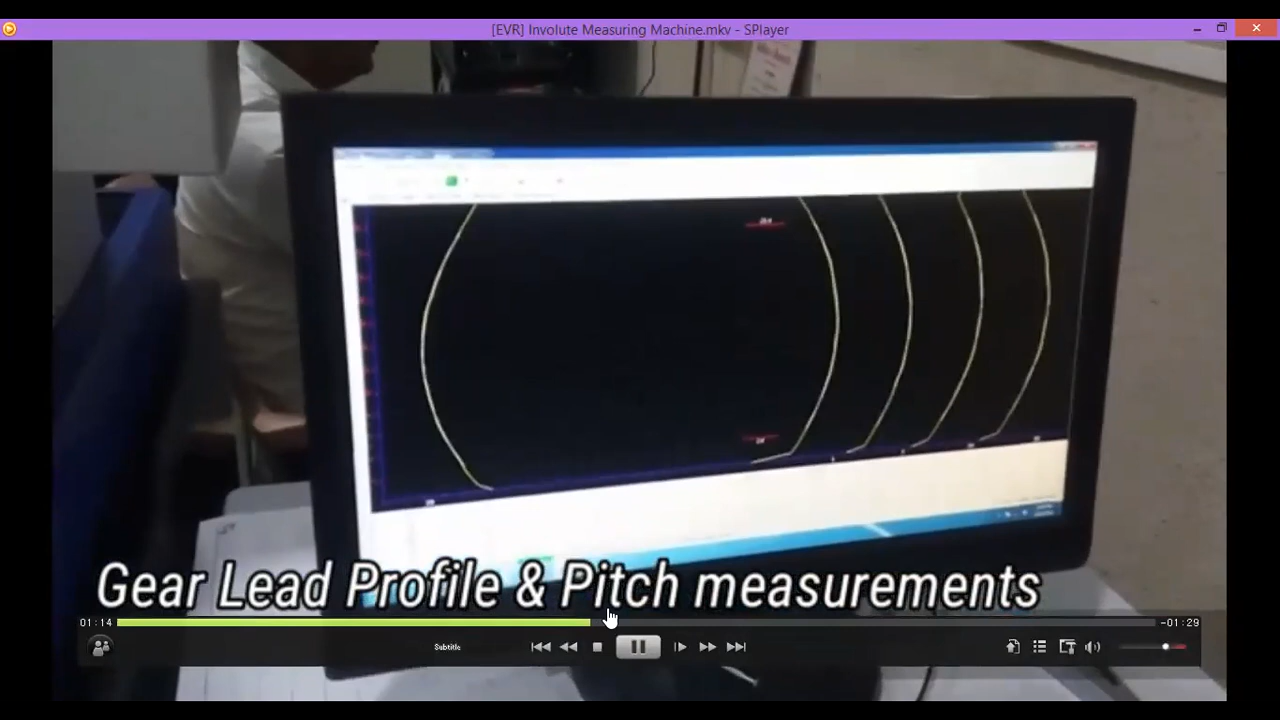 [EVR] Involute Measuring Machine.mkv - SPlayer
Gear Lead Profile & Pitch measurements
01:14
-01:29
Subtitle